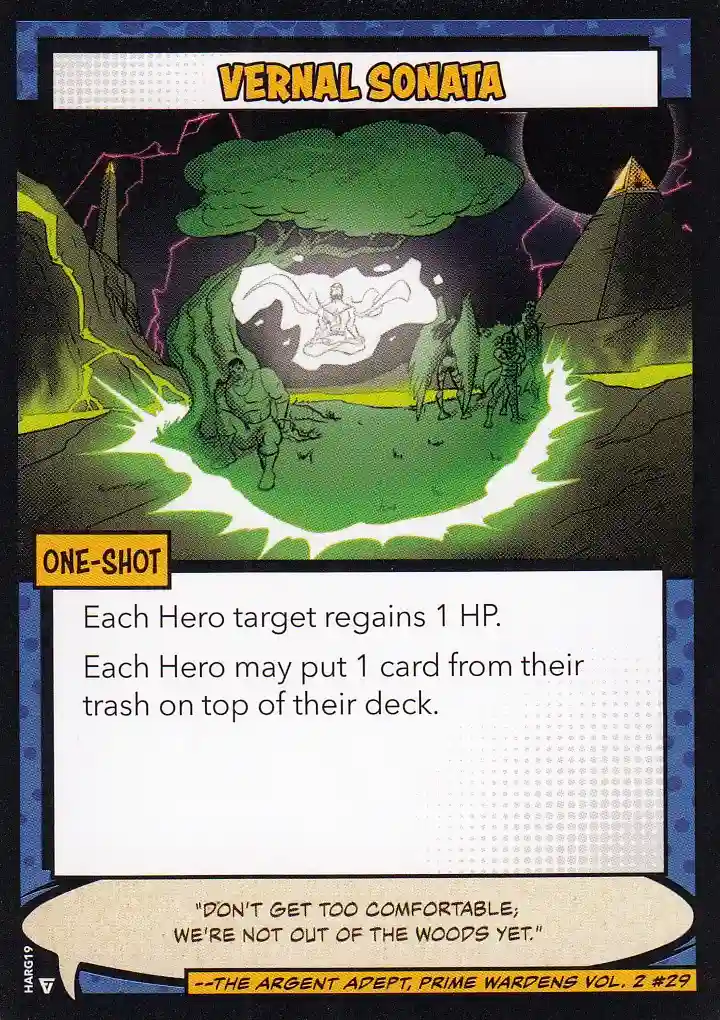 VERNAL SONATA
ONE-SHOT
Each Hero target regains 1 HP.
Each Hero may put 1 card from their
trash on top of their deck.
"DON'T GET TOO COMFORTABLE;
WE'RE NOT OUT OF THE WOODS YET."
--THE ARGENT ADEPT, PRIME WARDENS VOL. 2 #29
HARG19